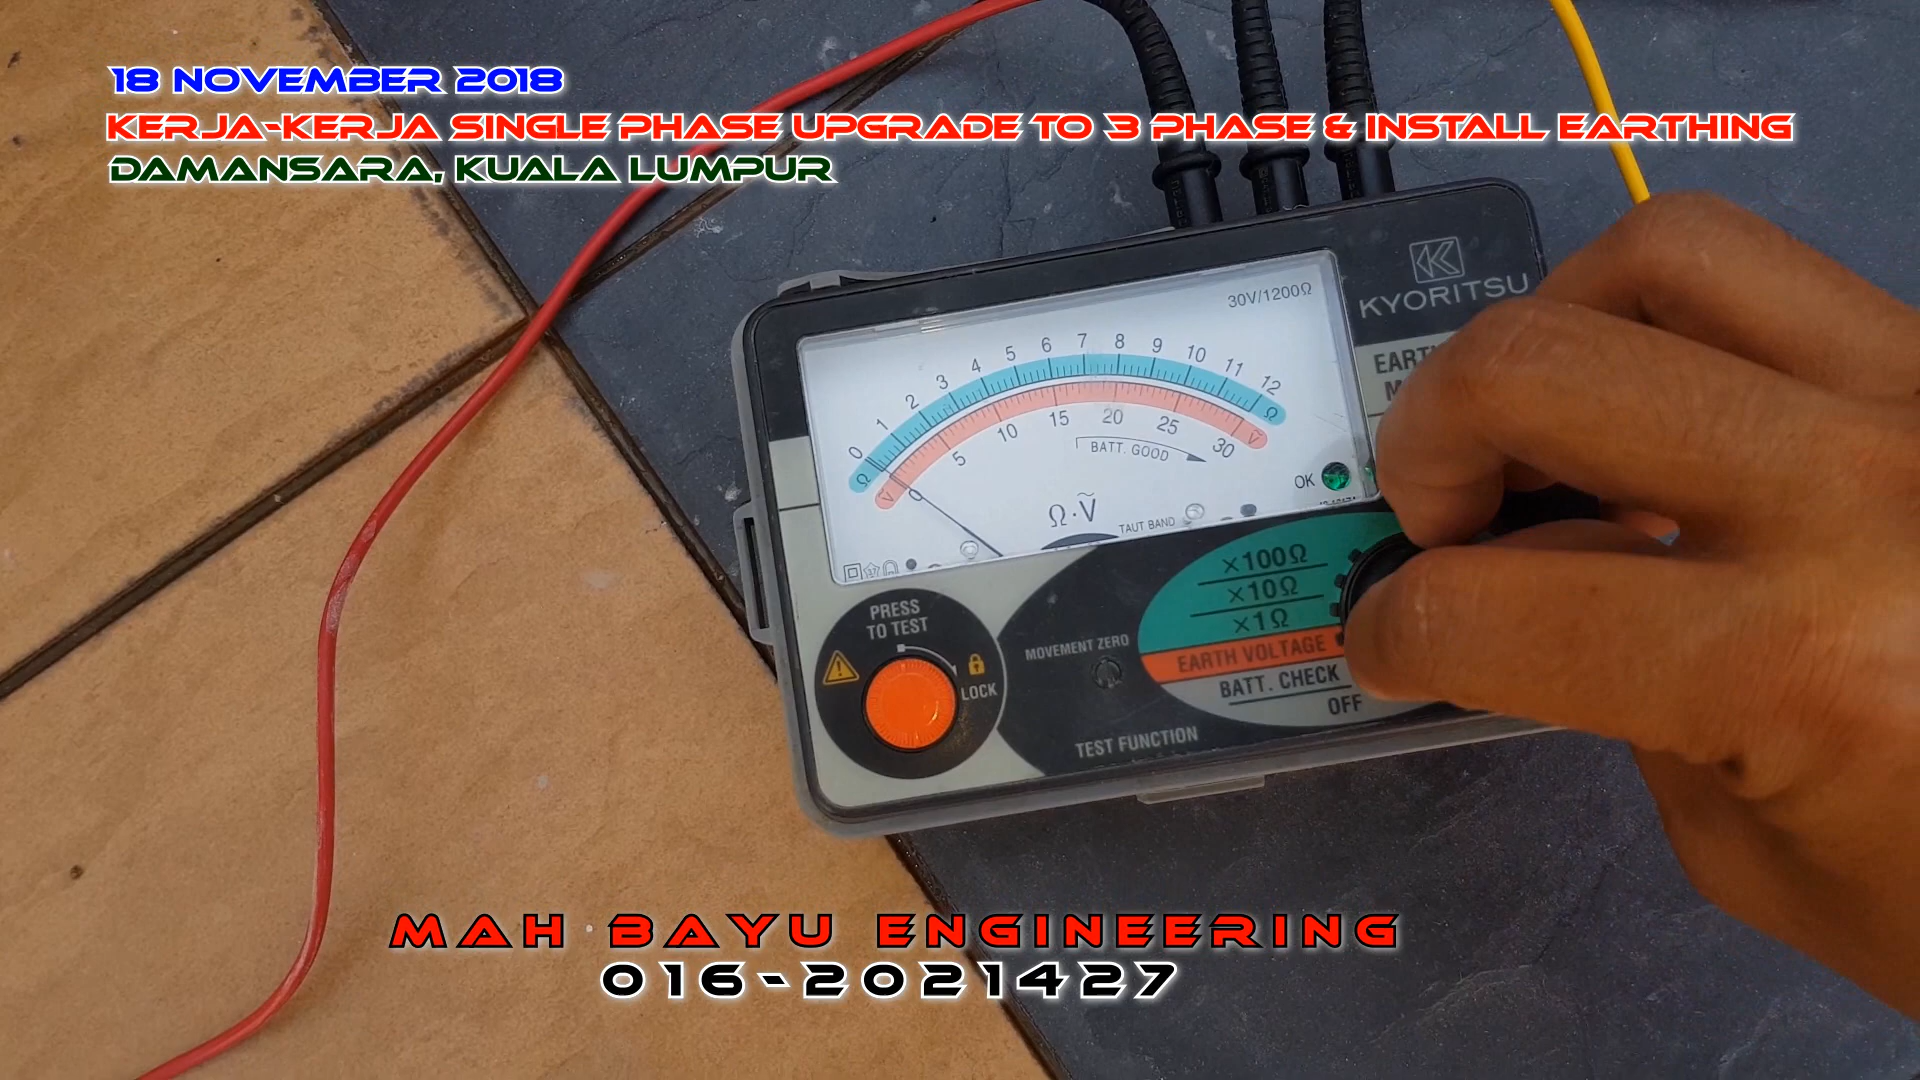 18 NOVEMBER 2018
KERJA-KERJA SINGLE PHASE UPGRADE TO 3 PHASE & INSTALL EARTHING
DAMANSARA, KUALA LUMPUR
KYORITSU
30V/1200Ω
0 1 2 3 4 5 6 7 8 9 10 11 12
Ω Ω
0 5 10 15 20 25 30
V Ṽ
BATT. GOOD
OK
Ω·Ṽ
TAUT BAND
×100Ω
×10Ω
×1Ω
EARTH VOLTAGE
BATT. CHECK
OFF
PRESS
TO TEST
LOCK
MOVEMENT ZERO
TEST FUNCTION
MAH BAYU ENGINEERING
016-2021427